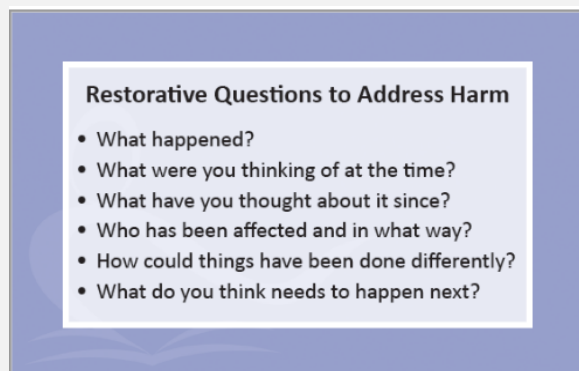 Restorative Questions to Address Harm
• What happened?
• What were you thinking of at the time?
• What have you thought about it since?
• Who has been affected and in what way?
• How could things have been done differently?
• What do you think needs to happen next?